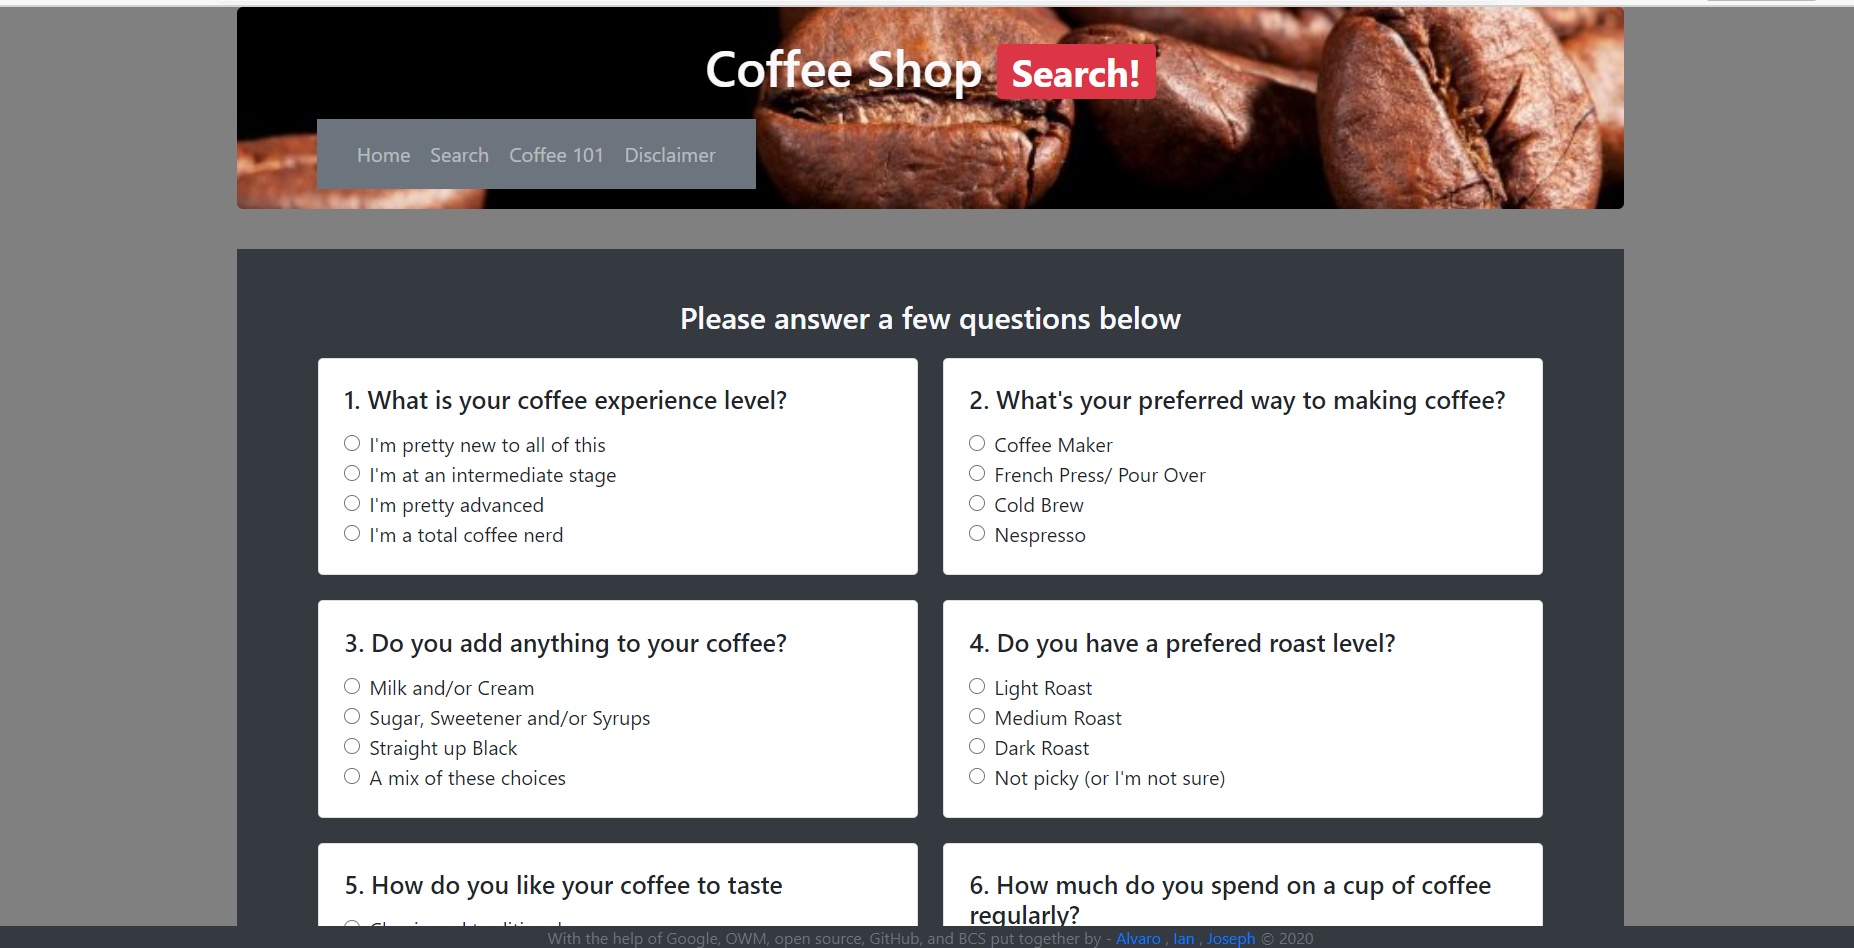 Coffee Shop Search!
Home Search Coffee 101 Disclaimer
Please answer a few questions below
1. What is your coffee experience level?
I'm pretty new to all of this
I'm at an intermediate stage
I'm pretty advanced
I'm a total coffee nerd
2. What's your preferred way to making coffee?
Coffee Maker
French Press/ Pour Over
Cold Brew
Nespresso
3. Do you add anything to your coffee?
Milk and/or Cream
Sugar, Sweetener and/or Syrups
Straight up Black
A mix of these choices
4. Do you have a prefered roast level?
Light Roast
Medium Roast
Dark Roast
Not picky (or I'm not sure)
5. How do you like your coffee to taste
6. How much do you spend on a cup of coffee
regularly?
With the help of Google, OWM, open source, GitHub, and BCS put together by - Alvaro , Ian , Joseph © 2020